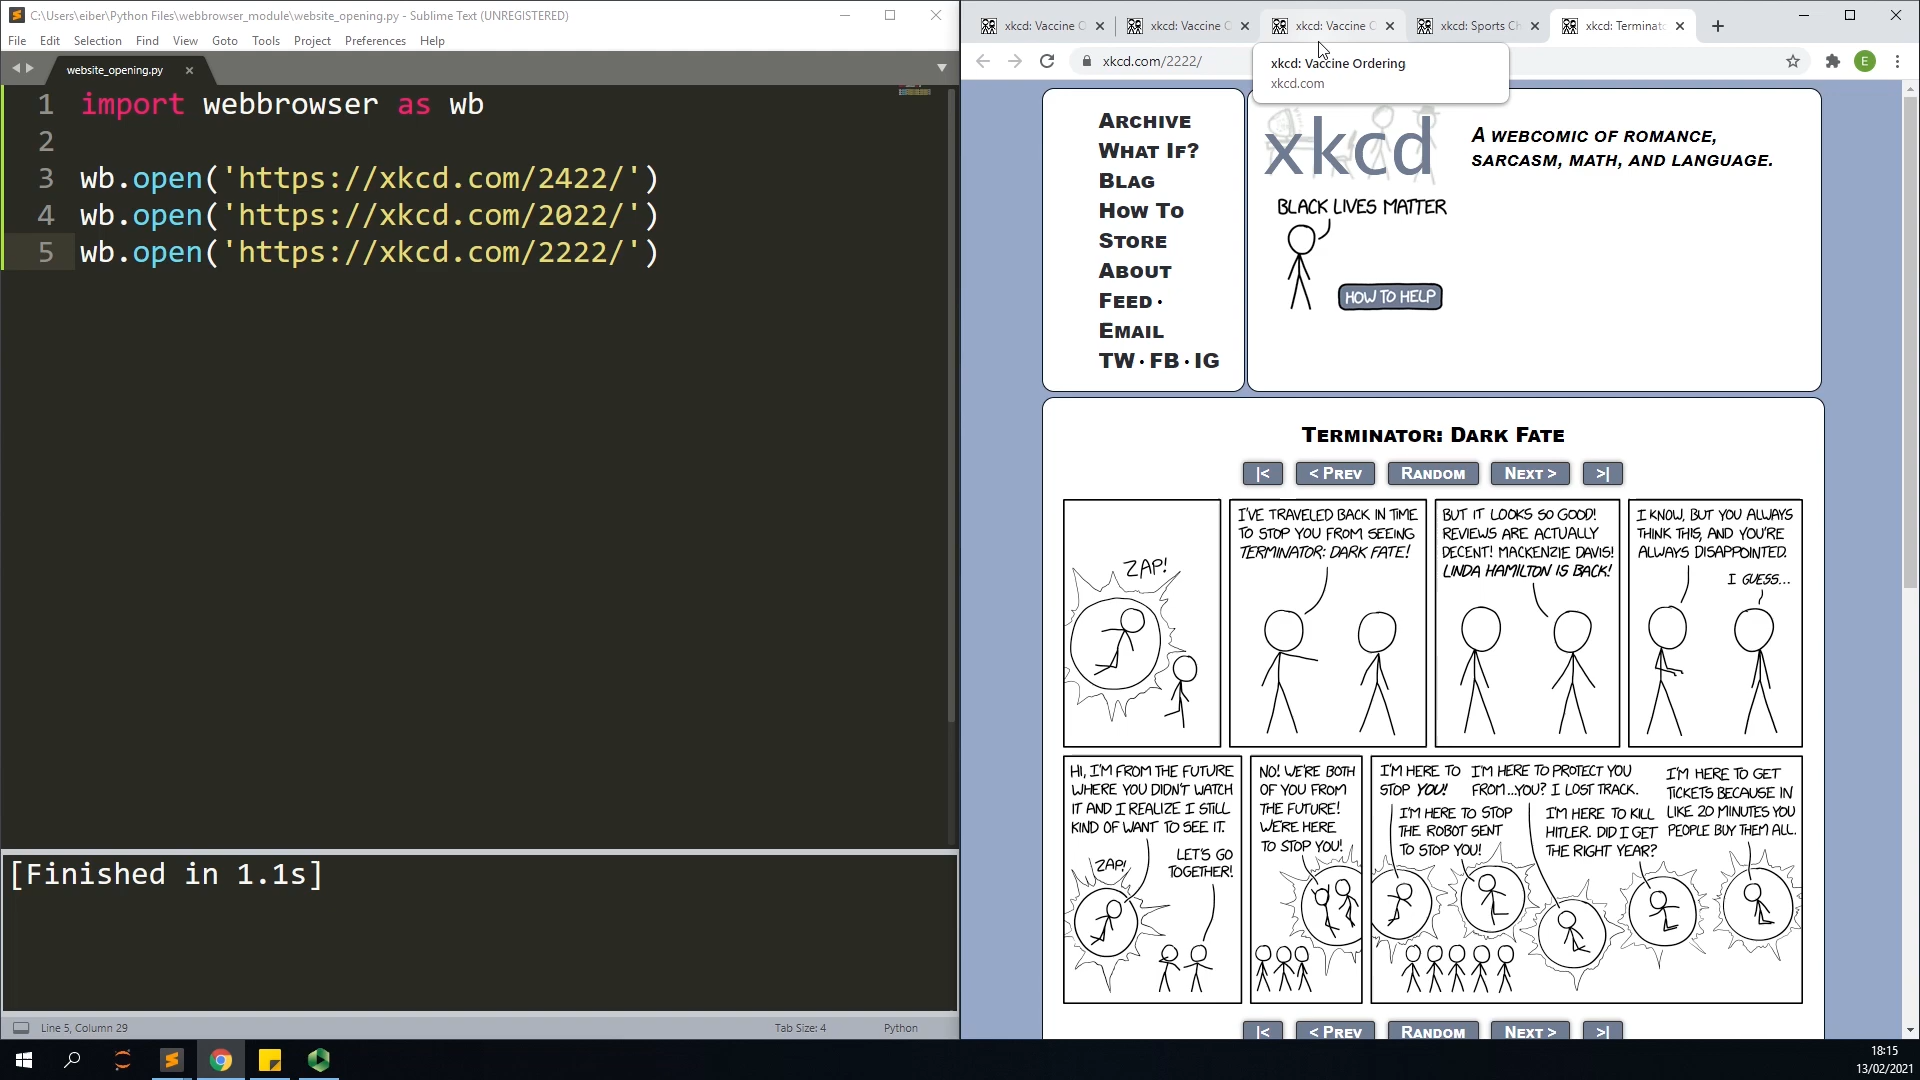 C:\Users\eiber\Python Files\webbrowser_module\website_opening.py - Sublime Text (UNREGISTERED)
File Edit Selection Find View Goto Tools Project Preferences Help
website_opening.py
1 import webbrowser as wb
2
3 wb.open('https://xkcd.com/2422/')
4 wb.open('https://xkcd.com/2022/')
5 wb.open('https://xkcd.com/2222/')
[Finished in 1.1s]
Line 5, Column 29
Tab Size: 4
Python
xkcd: Vaccine O
xkcd: Vaccine O
xkcd: Vaccine O
xkcd: Sports Ch
xkcd: Terminato
xkcd.com/2222/
E
xkcd: Vaccine Ordering
xkcd.com
ARCHIVE
WHAT IF?
BLAG
HOW TO
STORE
ABOUT
FEED •
EMAIL
TW • FB • IG
xkcd
A WEBCOMIC OF ROMANCE,
SARCASM, MATH, AND LANGUAGE.
BLACK LIVES MATTER
HOW TO HELP
TERMINATOR: DARK FATE
|< < PREV RANDOM NEXT > >|
ZAP!
I'VE TRAVELED BACK IN TIME
TO STOP YOU FROM SEEING
TERMINATOR: DARK FATE!
BUT IT LOOKS SO GOOD!
REVIEWS ARE ACTUALLY
DECENT! MACKENZIE DAVIS!
LINDA HAMILTON IS BACK!
I KNOW, BUT YOU ALWAYS
THINK THIS, AND YOU'RE
ALWAYS DISAPPOINTED.
I GUESS...
HI, I'M FROM THE FUTURE
WHERE YOU DIDN'T WATCH
IT AND I REALIZE I STILL
KIND OF WANT TO SEE IT.
ZAP!
LET'S GO
TOGETHER!
NO! WE'RE BOTH
OF YOU FROM
THE FUTURE!
WE'RE HERE
TO STOP YOU!
I'M HERE TO
STOP YOU!
I'M HERE TO STOP
THE ROBOT SENT
TO STOP YOU!
I'M HERE TO PROTECT YOU
FROM...YOU? I LOST TRACK.
I'M HERE TO KILL
HITLER. DID I GET
THE RIGHT YEAR?
I'M HERE TO GET
TICKETS BECAUSE IN
LIKE 20 MINUTES YOU
PEOPLE BUY THEM ALL.
|< < PREV RANDOM NEXT > >|
18:15
13/02/2021